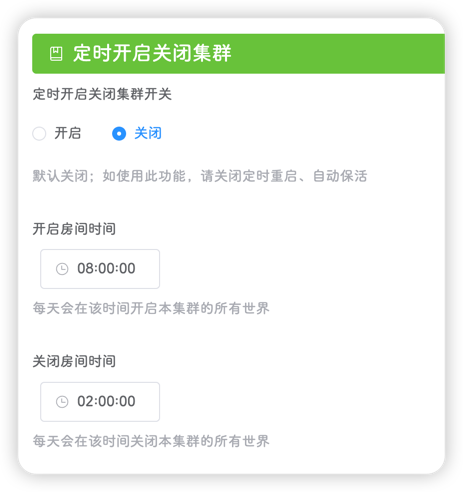 定时开启关闭集群
定时开启关闭集群开关
开启 关闭
默认关闭；如使用此功能，请关闭定时重启、自动保活
开启房间时间
08:00:00
每天会在该时间开启本集群的所有世界
关闭房间时间
02:00:00
每天会在该时间关闭本集群的所有世界